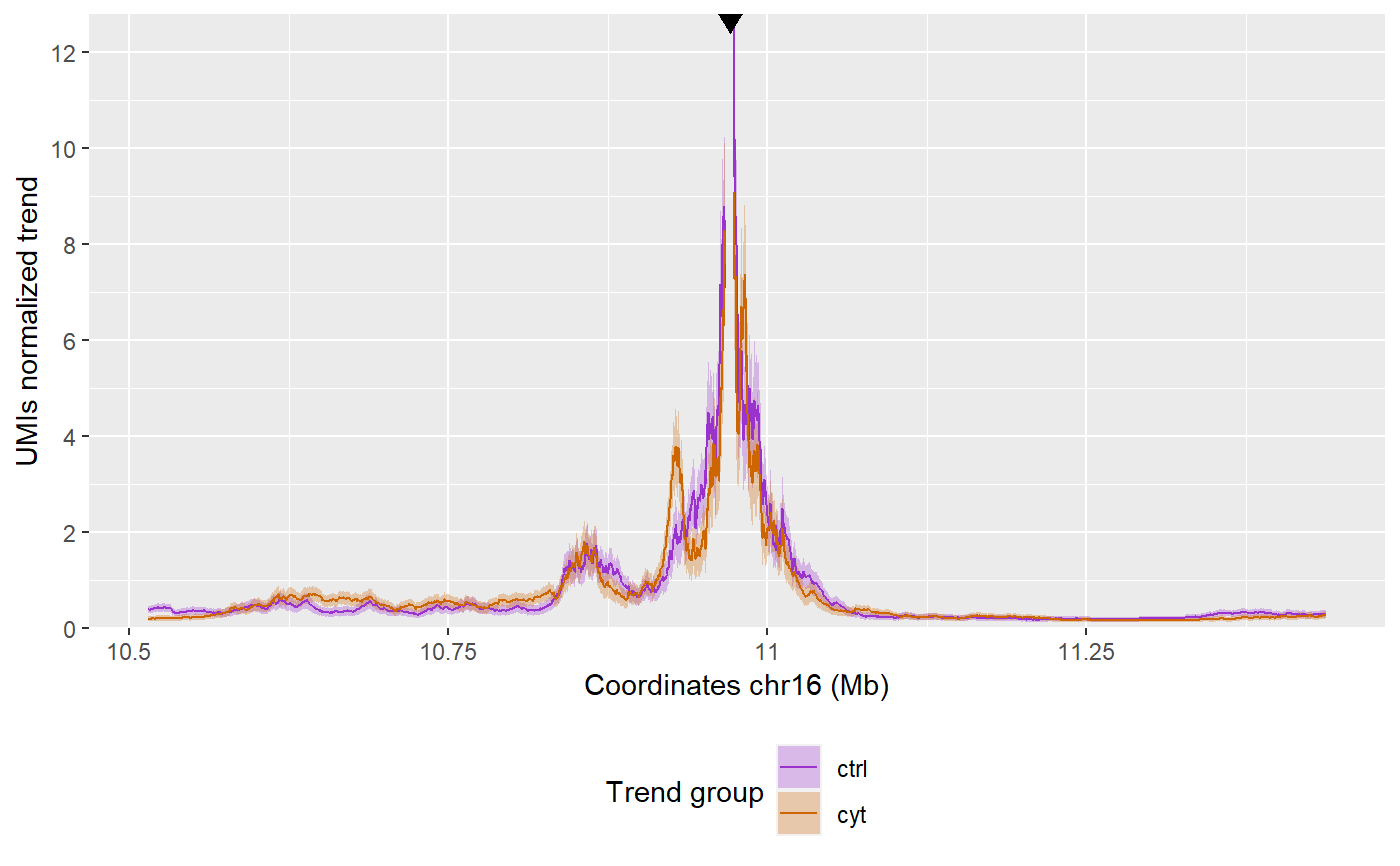 UMIs normalized trend
12
10
8
6
4
2
0
10.5 10.75 11 11.25
Coordinates chr16 (Mb)
Trend group
ctrl
cyt